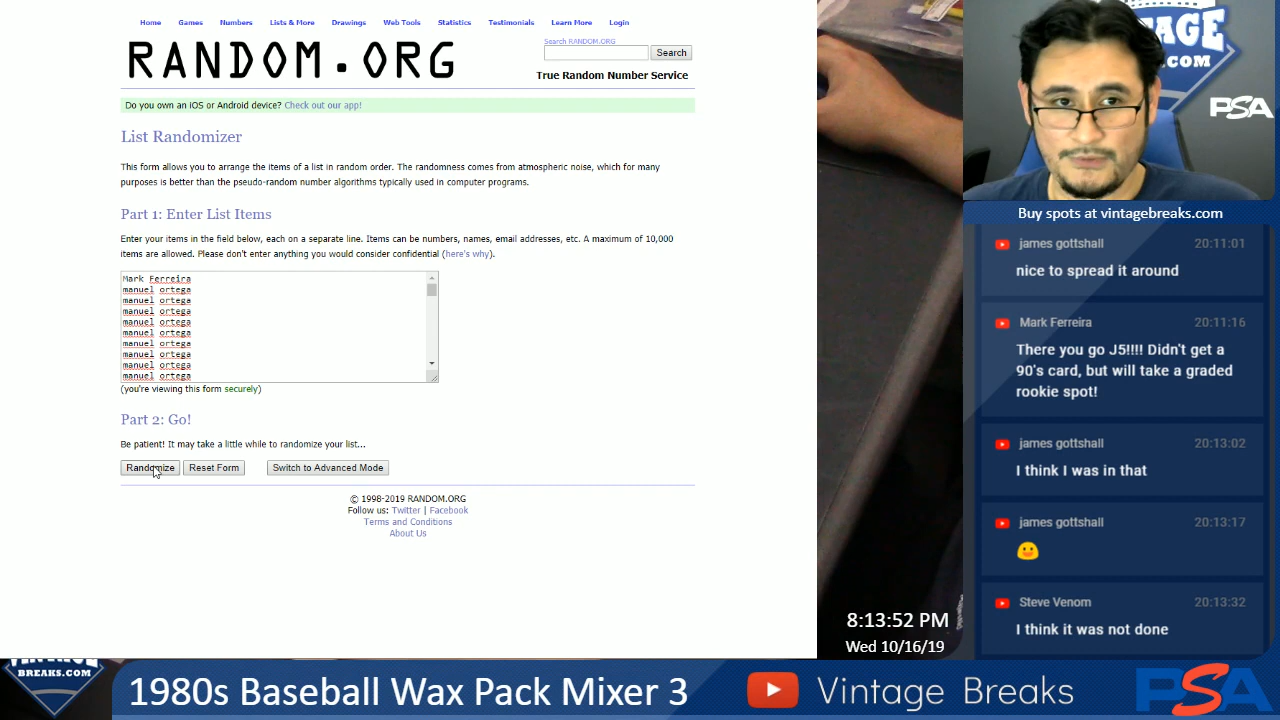 Home Games Numbers Lists & More Drawings Web Tools Statistics Testimonials Learn More Login
RANDOM.ORG
Search RANDOM.ORG
Search
True Random Number Service
Do you own an iOS or Android device? Check out our app!
List Randomizer
This form allows you to arrange the items of a list in random order. The randomness comes from atmospheric noise, which for many
purposes is better than the pseudo-random number algorithms typically used in computer programs.
Part 1: Enter List Items
Enter your items in the field below, each on a separate line. Items can be numbers, names, email addresses, etc. A maximum of 10,000
items are allowed. Please don't enter anything you would consider confidential (here's why).
Mark Ferreira
manuel ortega
manuel ortega
manuel ortega
manuel ortega
manuel ortega
manuel ortega
manuel ortega
manuel ortega
manuel ortega
(you're viewing this form securely)
Part 2: Go!
Be patient! It may take a little while to randomize your list...
Randomize Reset Form Switch to Advanced Mode
© 1998-2019 RANDOM.ORG
Follow us: Twitter | Facebook
Terms and Conditions
About Us
TAGE
.COM
PSA
Buy spots at vintagebreaks.com
james gottshall 20:11:01
nice to spread it around
Mark Ferreira 20:11:16
There you go J5!!!! Didn't get a
90's card, but will take a graded
rookie spot!
james gottshall 20:13:02
I think I was in that
james gottshall 20:13:17
Steve Venom 20:13:32
I think it was not done
8:13:52 PM
Wed 10/16/19
VINTAGE
BREAKS.COM
1980s Baseball Wax Pack Mixer 3
Vintage Breaks
PSA